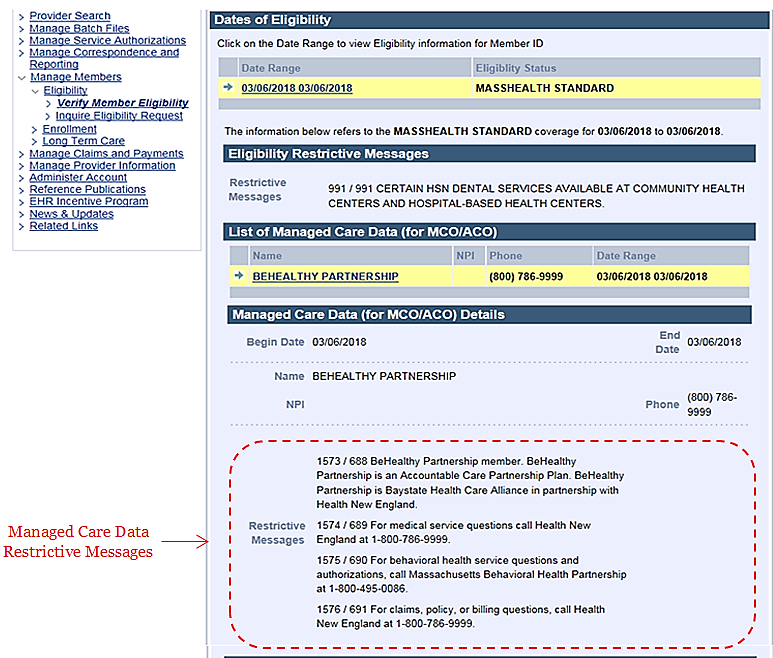 Provider Search
Manage Batch Files
Manage Service Authorizations
Manage Correspondence and
Reporting
Manage Members
Eligibility
Verify Member Eligibility
Inquire Eligibility Request
Enrollment
Long Term Care
Manage Claims and Payments
Manage Provider Information
Administer Account
Reference Publications
EHR Incentive Program
News & Updates
Related Links
Dates of Eligibility
Click on the Date Range to view Eligibility information for Member ID
Date Range Eligiblity Status
03/06/2018 03/06/2018 MASSHEALTH STANDARD
The information below refers to the MASSHEALTH STANDARD coverage for 03/06/2018 to 03/06/2018.
Eligibility Restrictive Messages
Restrictive
Messages
991 / 991 CERTAIN HSN DENTAL SERVICES AVAILABLE AT COMMUNITY HEALTH
CENTERS AND HOSPITAL-BASED HEALTH CENTERS.
List of Managed Care Data (for MCO/ACO)
Name NPI Phone Date Range
BEHEALTHY PARTNERSHIP (800) 786-9999 03/06/2018 03/06/2018
Managed Care Data (for MCO/ACO) Details
Begin Date 03/06/2018 End
Date 03/06/2018
Name BEHEALTHY PARTNERSHIP
NPI Phone (800) 786-
9999
Managed Care Data
Restrictive Messages
Restrictive
Messages
1573 / 688 BeHealthy Partnership member. BeHealthy
Partnership is an Accountable Care Partnership Plan. BeHealthy
Partnership is Baystate Health Care Alliance in partnership with
Health New England.
1574 / 689 For medical service questions call Health New
England at 1-800-786-9999.
1575 / 690 For behavioral health service questions and
authorizations, call Massachusetts Behavioral Health Partnership
at 1-800-495-0086.
1576 / 691 For claims, policy, or billing questions, call Health
New England at 1-800-786-9999.